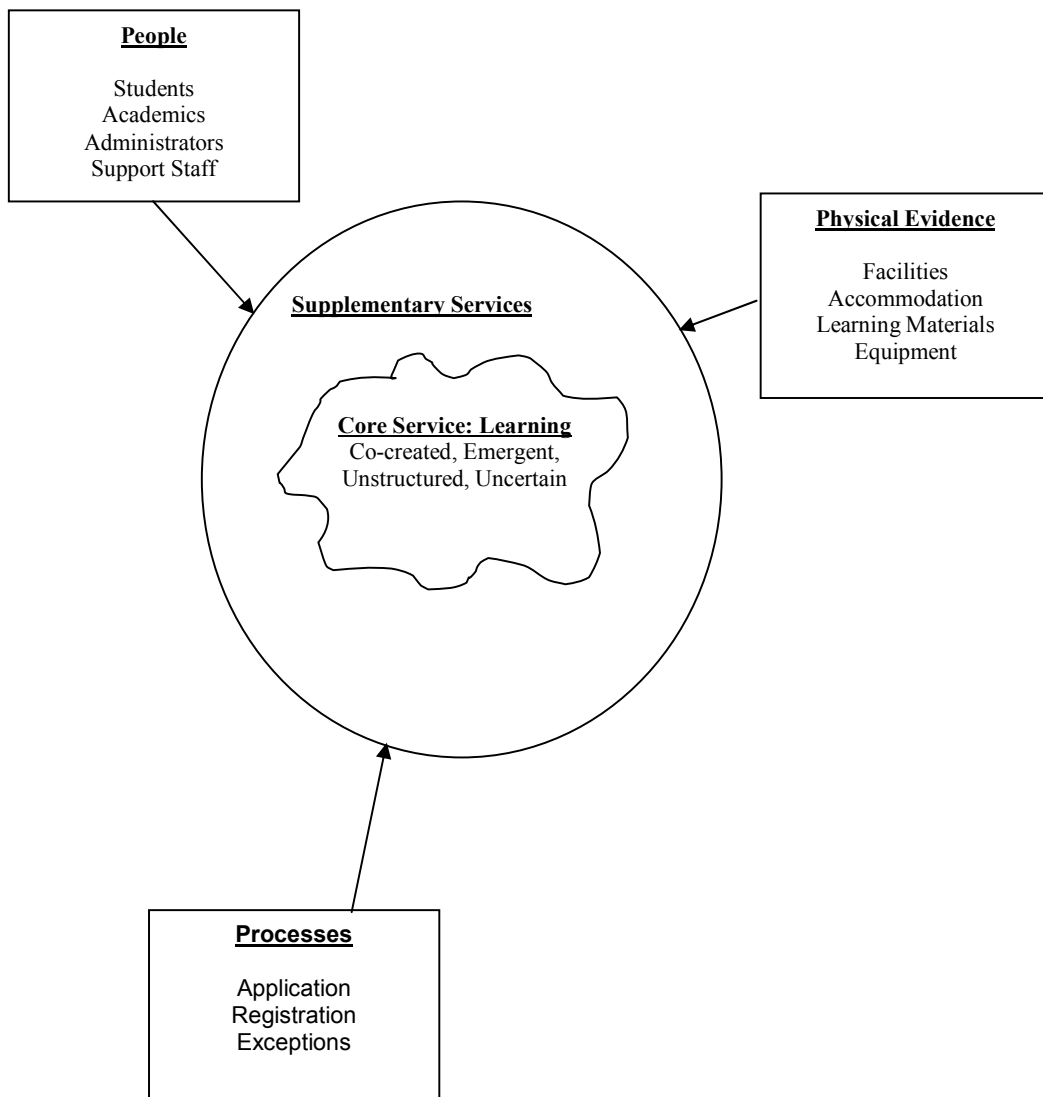 People
Students
Academics
Administrators
Support Staff
Physical Evidence
Facilities
Accommodation
Learning Materials
Equipment
Supplementary Services
Core Service: Learning
Co-created, Emergent,
Unstructured, Uncertain
Processes
Application
Registration
Exceptions